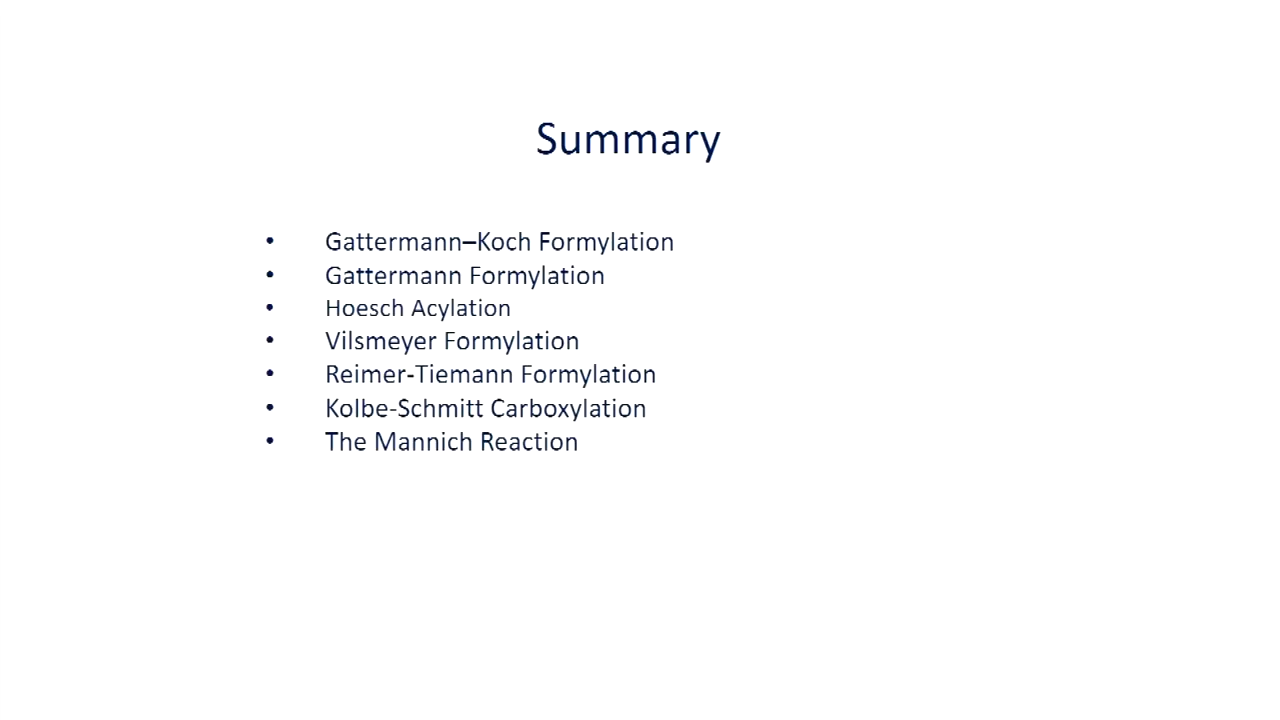 Summary
• Gattermann–Koch Formylation
• Gattermann Formylation
• Hoesch Acylation
• Vilsmeyer Formylation
• Reimer-Tiemann Formylation
• Kolbe-Schmitt Carboxylation
• The Mannich Reaction